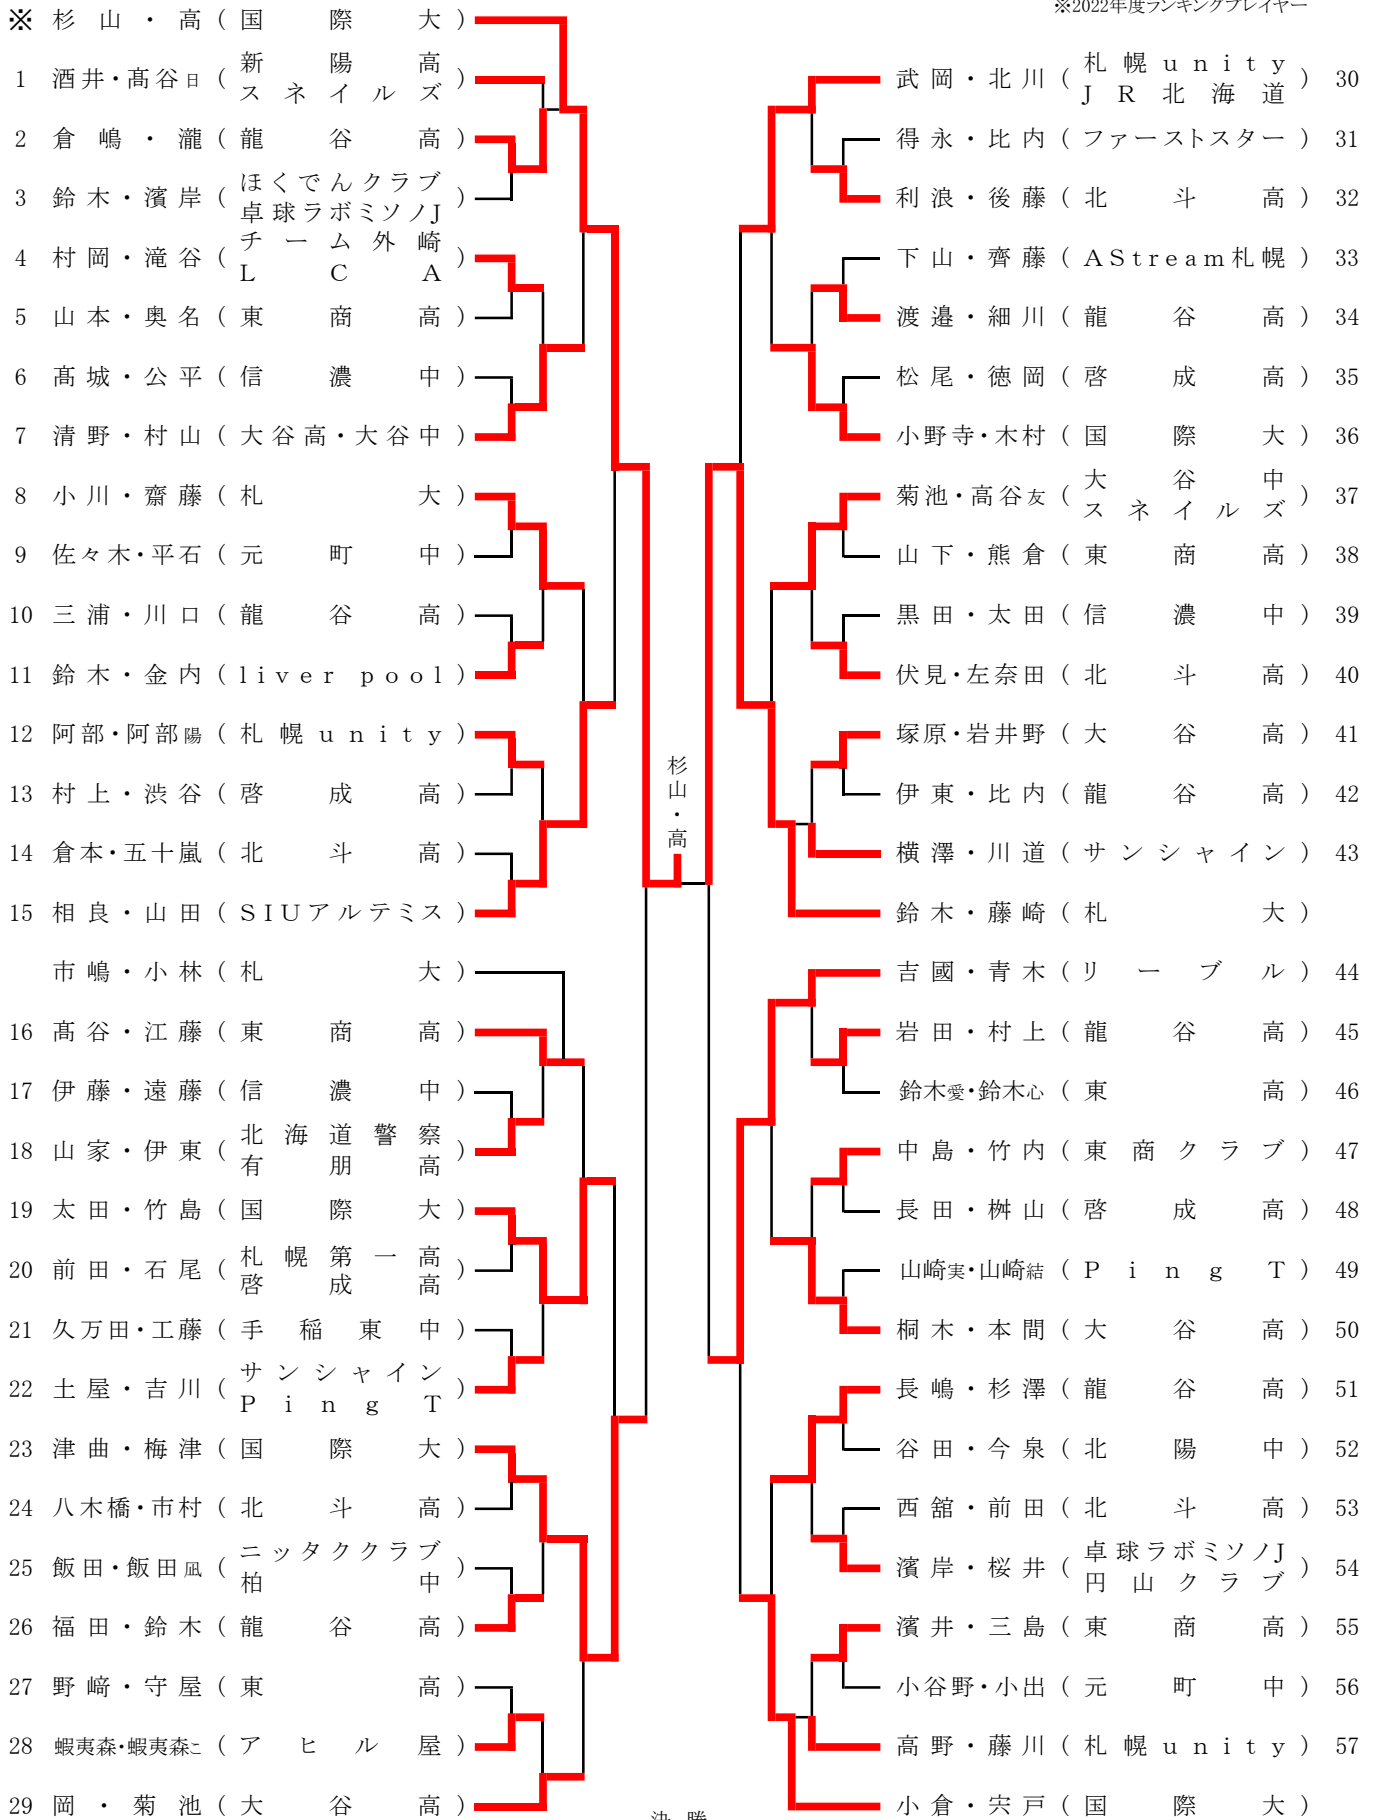 ※2022年度ランキングプレイヤー
※ 杉山・高 (国際大)
1 酒井・髙谷日 (新陽高
スネイルズ)
2 倉嶋・瀧 (龍谷高)
3 鈴木・濱岸 (ほくでんクラブ
卓球ラボミソノJ)
4 村岡・滝谷 (チーム外崎
LCA)
5 山本・奥名 (東商高)
6 髙城・公平 (信濃中)
7 清野・村山 (大谷高・大谷中)
8 小川・齋藤 (札大)
9 佐々木・平石 (元町中)
10 三浦・川口 (龍谷高)
11 鈴木・金内 (liver pool)
12 阿部・阿部陽 (札幌unity)
13 村上・渋谷 (啓成高)
14 倉本・五十嵐 (北斗高)
15 相良・山田 (SIUアルテミス)
市嶋・小林 (札大)
16 髙谷・江藤 (東商高)
17 伊藤・遠藤 (信濃中)
18 山家・伊東 (北海道警察
有朋高)
19 太田・竹島 (国際大)
20 前田・石尾 (札幌第一高
啓成高)
21 久万田・工藤 (手稲東中)
22 土屋・吉川 (サンシャイン
Ping T)
23 津曲・梅津 (国際大)
24 八木橋・市村 (北斗高)
25 飯田・飯田凪 (ニッタククラブ
柏中)
26 福田・鈴木 (龍谷高)
27 野﨑・守屋 (東高)
28 蝦夷森・蝦夷森こ (アヒル屋)
29 岡・菊池 (大谷高)
杉山・高
決勝
武岡・北川 (札幌unity
JR北海道) 30
得永・比内 (ファーストスター) 31
利浪・後藤 (北斗高) 32
下山・齊藤 (AStream札幌) 33
渡邉・細川 (龍谷高) 34
松尾・徳岡 (啓成高) 35
小野寺・木村 (国際大) 36
菊池・高谷友 (大谷中
スネイルズ) 37
山下・熊倉 (東商高) 38
黒田・太田 (信濃中) 39
伏見・左奈田 (北斗高) 40
塚原・岩井野 (大谷高) 41
伊東・比内 (龍谷高) 42
横澤・川道 (サンシャイン) 43
鈴木・藤崎 (札大)
吉國・青木 (リーブル) 44
岩田・村上 (龍谷高) 45
鈴木愛・鈴木心 (東高) 46
中島・竹内 (東商クラブ) 47
長田・桝山 (啓成高) 48
山崎実・山崎結 (Ping T) 49
桐木・本間 (大谷高) 50
長嶋・杉澤 (龍谷高) 51
谷田・今泉 (北陽中) 52
西舘・前田 (北斗高) 53
濱岸・桜井 (卓球ラボミソノJ
円山クラブ) 54
濱井・三島 (東商高) 55
小谷野・小出 (元町中) 56
高野・藤川 (札幌unity) 57
小倉・宍戸 (国際大)